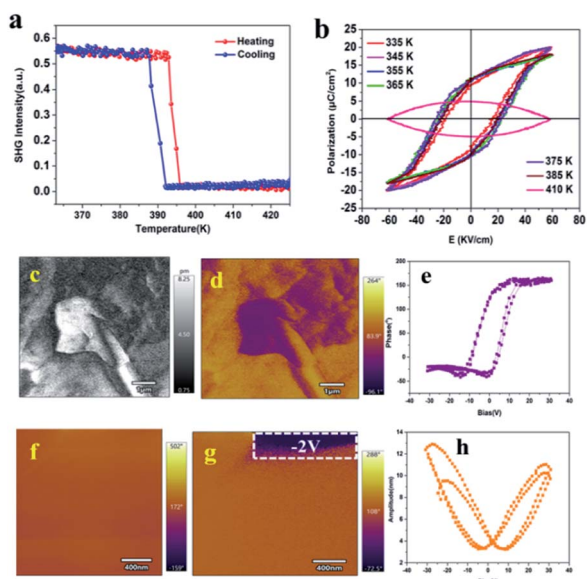 a
SHG Intensity(a.u.)
0.6
0.5
0.4
0.3
0.2
0.1
0.0
Heating
Cooling
370 380 390 400 410 420
Temperature(K)
b
Polarization (μC/cm²)
25
20
15
10
5
0
-5
-10
-15
-20
-25
335 K
345 K
355 K
365 K
375 K
385 K
410 K
-80 -60 -40 -20 0 20 40 60 80
E (KV/cm)
c
pm
8.25
4.50
0.75
1μm
d
264°
83.9°
-96.1°
1μm
e
Phase(°)
150
100
50
0
-50
-40 -30 -20 -10 0 10 20 30 40
Bias(V)
f
502°
172°
-159°
400nm
g
-2V
288°
108°
-72.5°
400nm
h
Amplitude(nm)
14
12
10
8
6
4
2
-40 -30 -20 -10 0 10 20 30 40